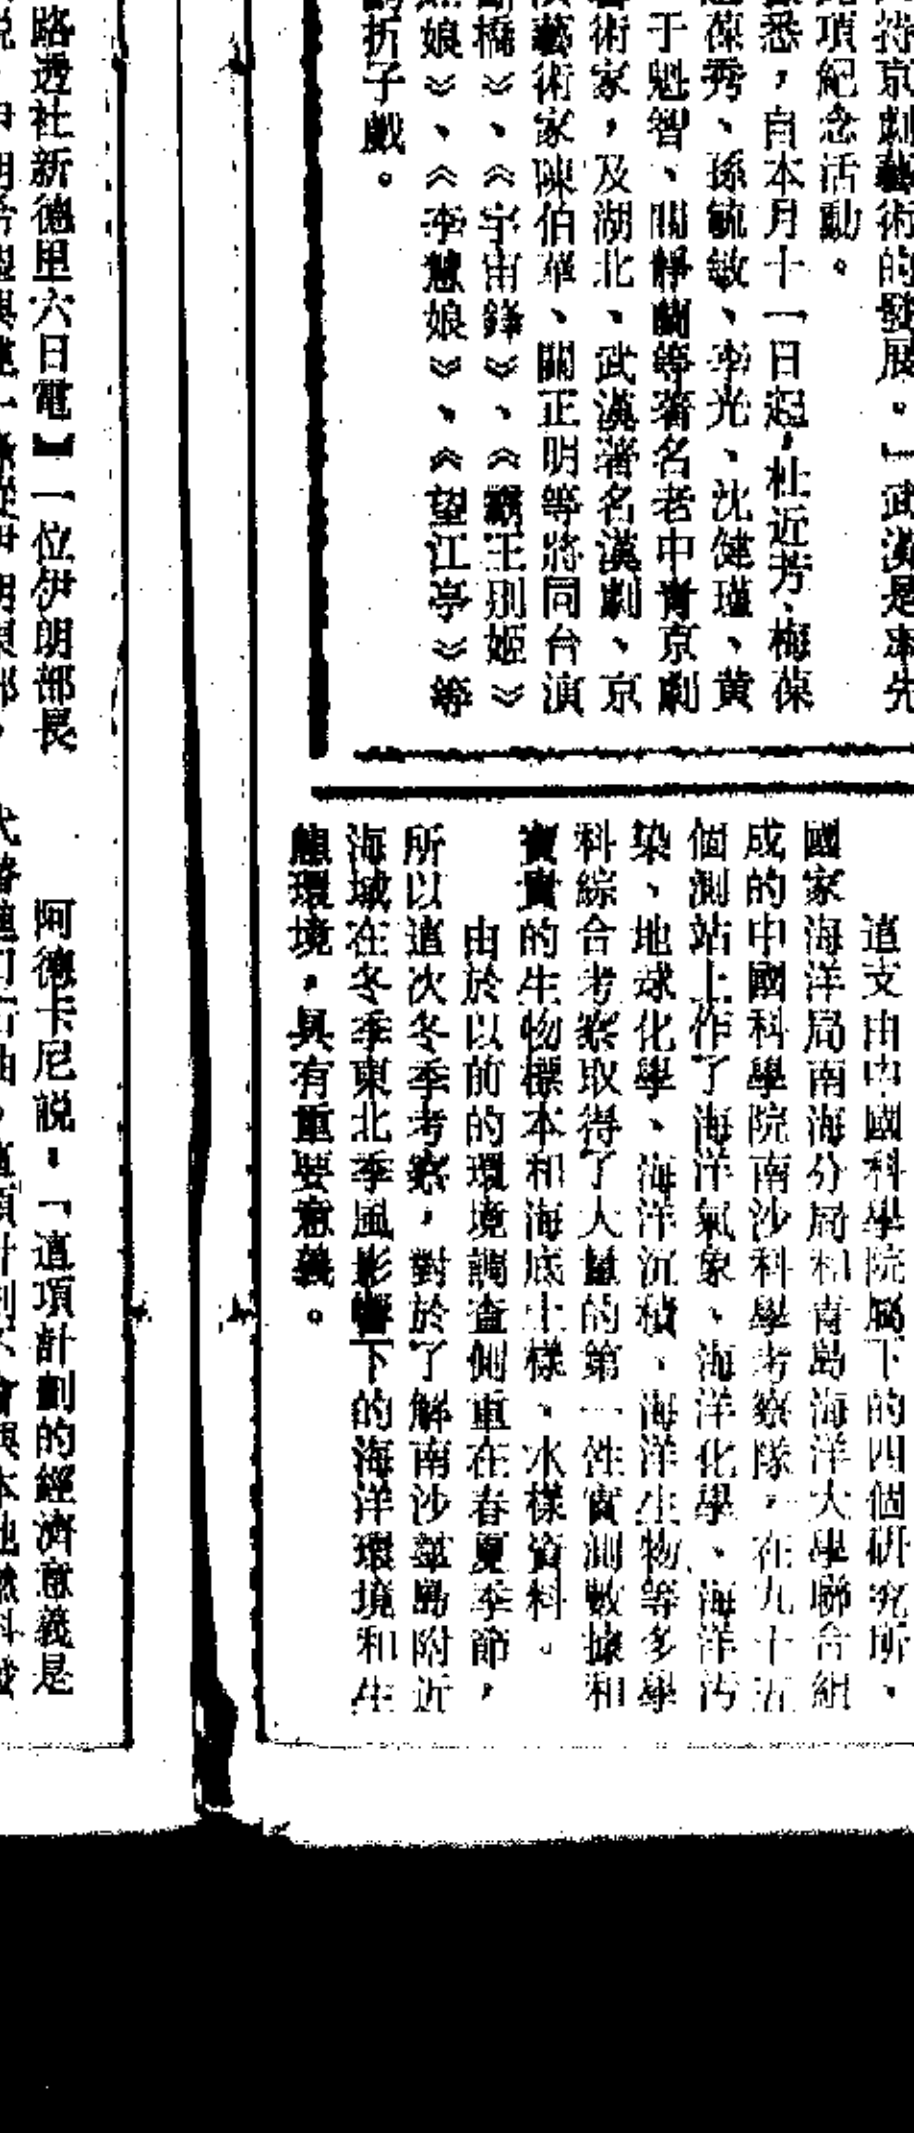 持京劇藝術的發展。】武漢是率先
項紀念活動。
悉，自本月十一日起，杜近芳、梅葆
葆秀、孫毓敏、李光、沈健瑾、黃
于魁智、閻靜蘭等著名老中青京劇
術家，及湖北、武漢著名漢劇、京
藝術家陳伯華、關正明等將同台演
橋》、《宇宙鋒》、《霸王別姬》
娘》、《李慧娘》、《望江亭》等
折子戲。
這支由中國科學院屬下的四個研究所、
國家海洋局南海分局和青島海洋大學聯合組
成的中國科學院南沙科學考察隊，在九十五
個測站上作了海洋氣象、海洋化學、海洋污
染、地球化學、海洋沉積、海洋生物等多學
科綜合考察取得了大量的第一性實測數據和
寶貴的生物標本和海底土樣、水樣資料。
由於以前的環境調查側重在春夏季節，
所以這次冬季考察，對於了解南沙羣島附近
海域在冬季東北季風影響下的海洋環境和生
態環境，具有重要意義。
路透社新德里六日電】一位伊朗部長
阿德卡尼說，「這項計劃的經濟意義是